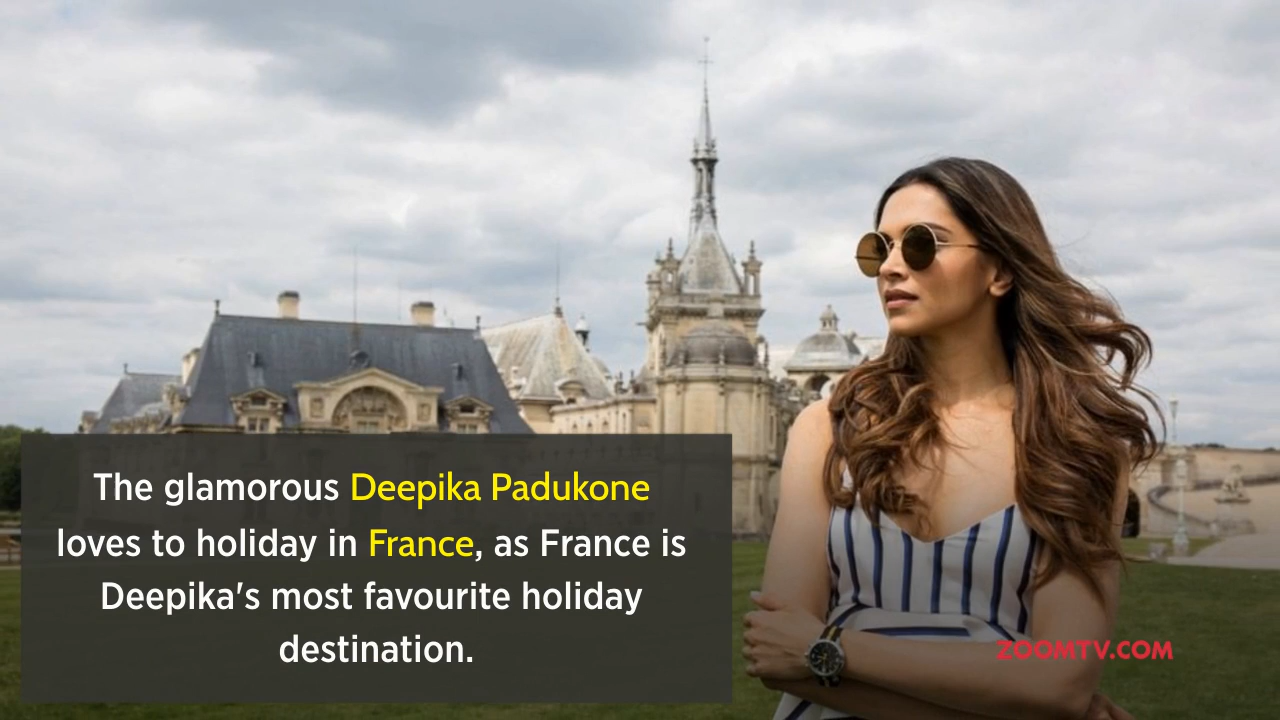 The glamorous Deepika Padukone
loves to holiday in France, as France is
Deepika's most favourite holiday
destination.
ZOOMTV.COM